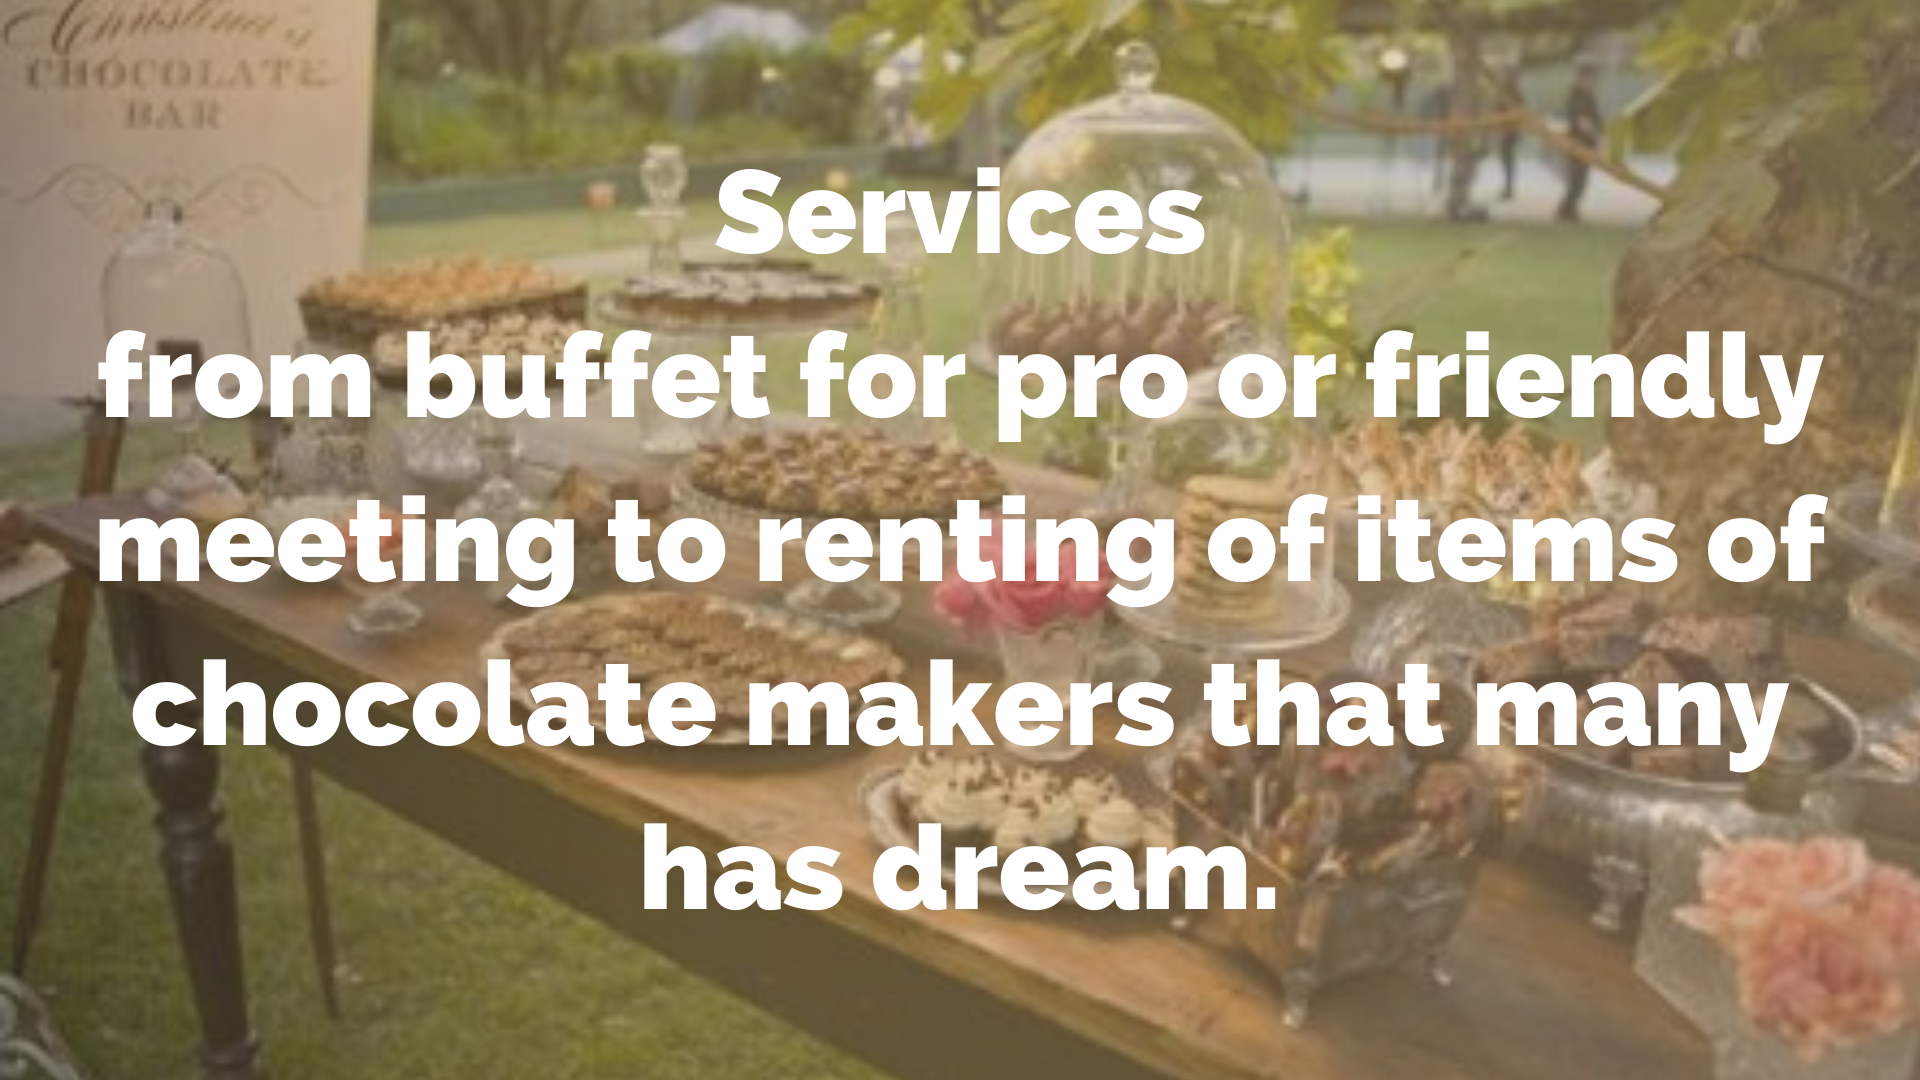 Christina's
CHOCOLATE
BAR
Services
from buffet for pro or friendly
meeting to renting of items of
chocolate makers that many
has dream.